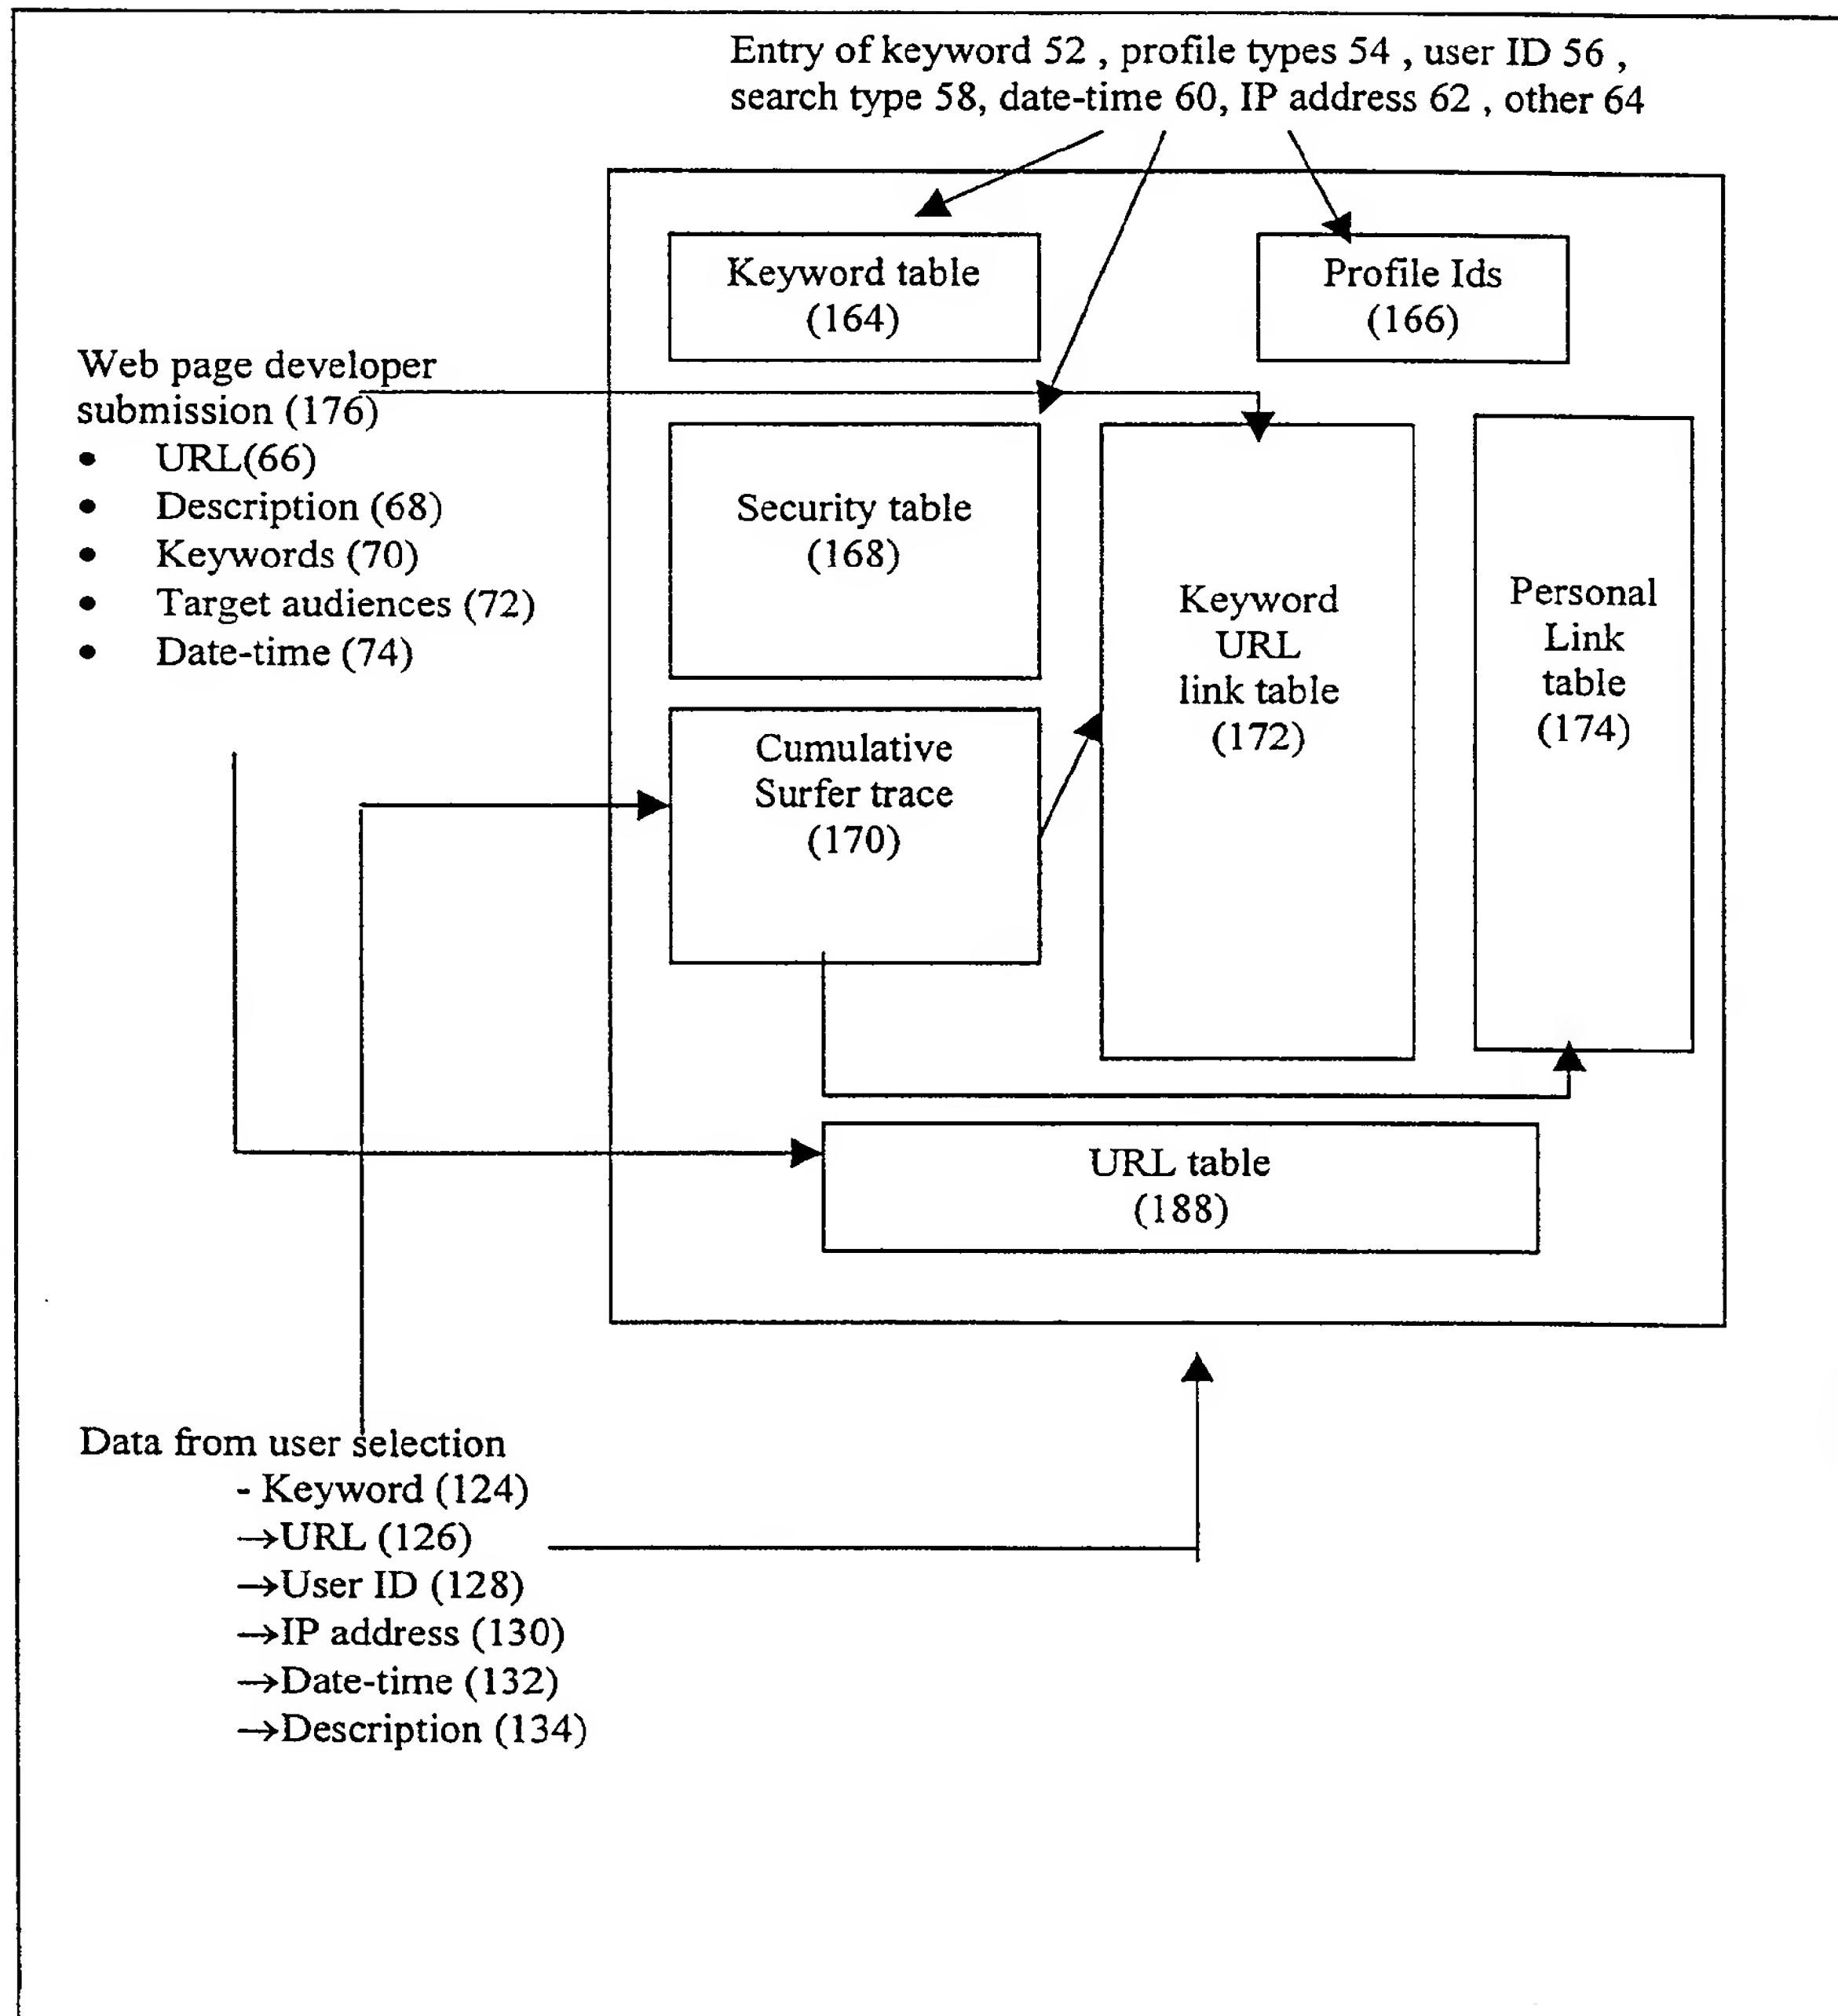 Entry of keyword 52 , profile types 54 , user ID 56 ,
search type 58, date-time 60, IP address 62 , other 64
Keyword table
(164)
Profile Ids
(166)
Web page developer
submission (176)
• URL(66)
• Description (68)
• Keywords (70)
• Target audiences (72)
• Date-time (74)
Security table
(168)
Keyword
URL
link table
(172)
Personal
Link
table
(174)
Cumulative
Surfer trace
(170)
URL table
(188)
Data from user selection
- Keyword (124)
→URL (126)
→User ID (128)
→IP address (130)
→Date-time (132)
→Description (134)